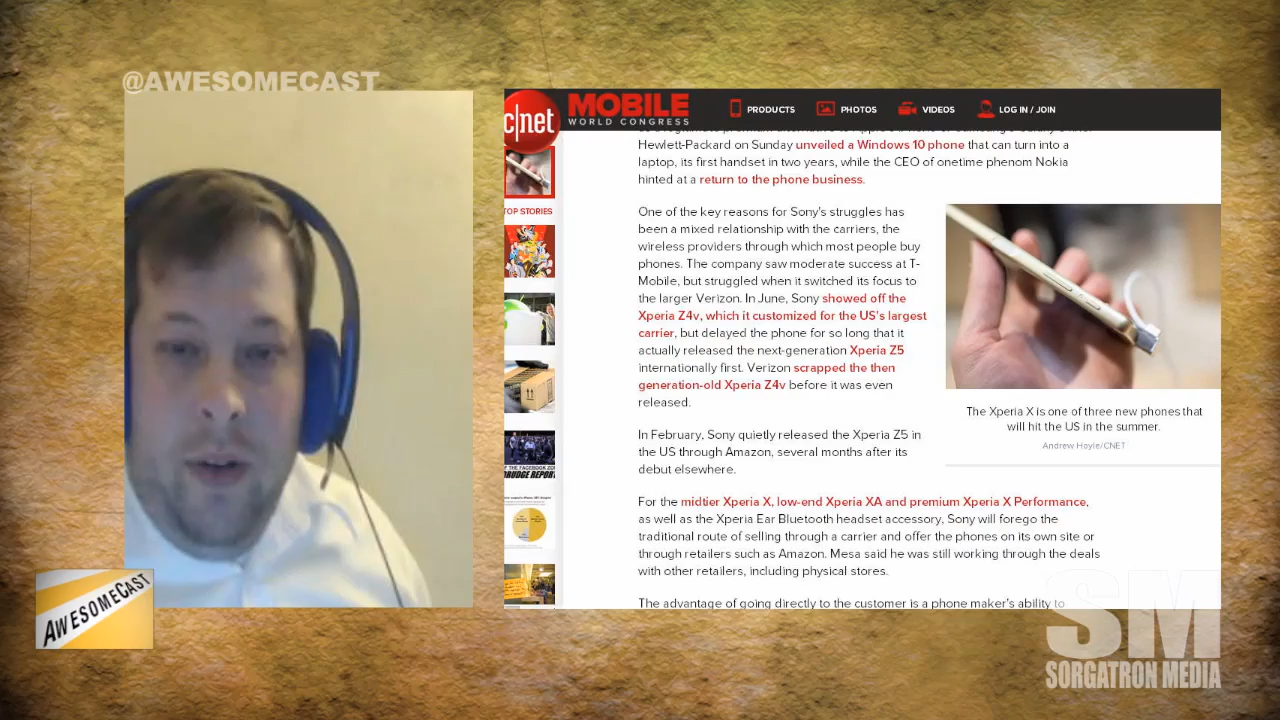 @AWESOMECAST
c|net
MOBILE
WORLD CONGRESS
PRODUCTS
PHOTOS
VIDEOS
LOG IN / JOIN
TOP STORIES
DRUDGE REPORT
Hewlett-Packard on Sunday unveiled a Windows 10 phone that can turn into a
laptop, its first handset in two years, while the CEO of onetime phenom Nokia
hinted at a return to the phone business.
One of the key reasons for Sony's struggles has
been a mixed relationship with the carriers, the
wireless providers through which most people buy
phones. The company saw moderate success at T-
Mobile, but struggled when it switched its focus to
the larger Verizon. In June, Sony showed off the
Xperia Z4v, which it customized for the US's largest
carrier, but delayed the phone for so long that it
actually released the next-generation Xperia Z5
internationally first. Verizon scrapped the then
generation-old Xperia Z4v before it was even
released.
The Xperia X is one of three new phones that
will hit the US in the summer.
Andrew Hoyle/CNET
In February, Sony quietly released the Xperia Z5 in
the US through Amazon, several months after its
debut elsewhere.
For the midtier Xperia X, low-end Xperia XA and premium Xperia X Performance,
as well as the Xperia Ear Bluetooth headset accessory, Sony will forego the
traditional route of selling through a carrier and offer the phones on its own site or
through retailers such as Amazon. Mesa said he was still working through the deals
with other retailers, including physical stores.
The advantage of going directly to the customer is a phone maker's ability to
AWESOMECAST
SM
SORGATRON MEDIA